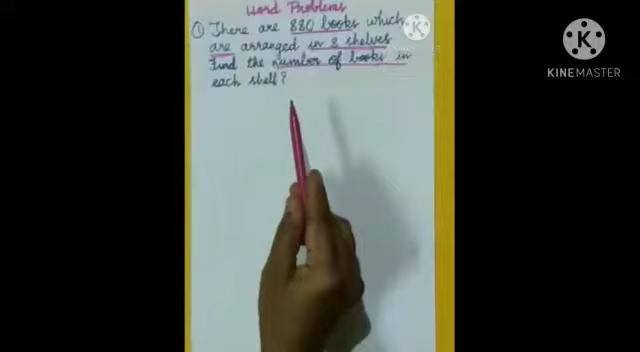 Word Problems
① There are 880 books which
are arranged in 8 shelves
Find the number of books in
each shelf?
KINEMASTER